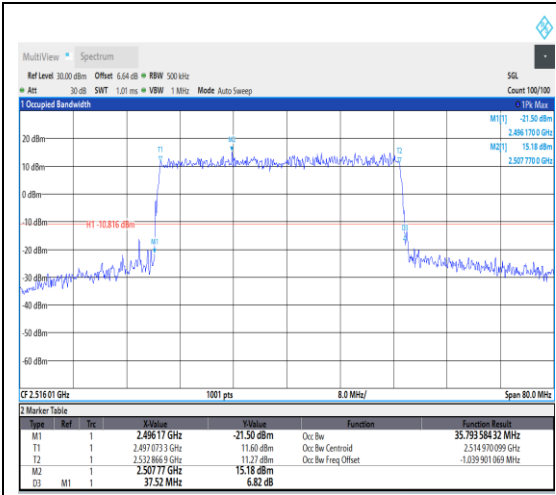 MultiView Spectrum
Ref Level 30.00 dBm Offset 6.64 dB RBW 500 kHz SGL
Att 30 dB SWT 1.01 ms VBW 1 MHz Mode Auto Sweep Count 100/100
1 Occupied Bandwidth 1Pk Max
M1[1] -21.50 dBm
2.496 170 0 GHz
M2[1] 15.18 dBm
2.507 770 0 GHz
20 dBm
T1 M2 T2
10 dBm
0 dBm
-10 dBm
H1 -10.816 dBm
D3
M1
-20 dBm
-30 dBm
-40 dBm
-50 dBm
-60 dBm
CF 2.516 01 GHz 1001 pts 8.0 MHz/ Span 80.0 MHz
2 Marker Table
Type Ref Trc X-Value Y-Value Function Function Result
M1 1 2.496 17 GHz -21.50 dBm Occ Bw 35.793 584 32 MHz
T1 1 2.497 073 3 GHz 11.60 dBm Occ Bw Centroid 2.514 970 099 GHz
T2 1 2.532 866 9 GHz 11.27 dBm Occ Bw Freq Offset -1.039 901 069 MHz
M2 1 2.507 77 GHz 15.18 dBm
D3 M1 1 37.52 MHz 6.82 dB